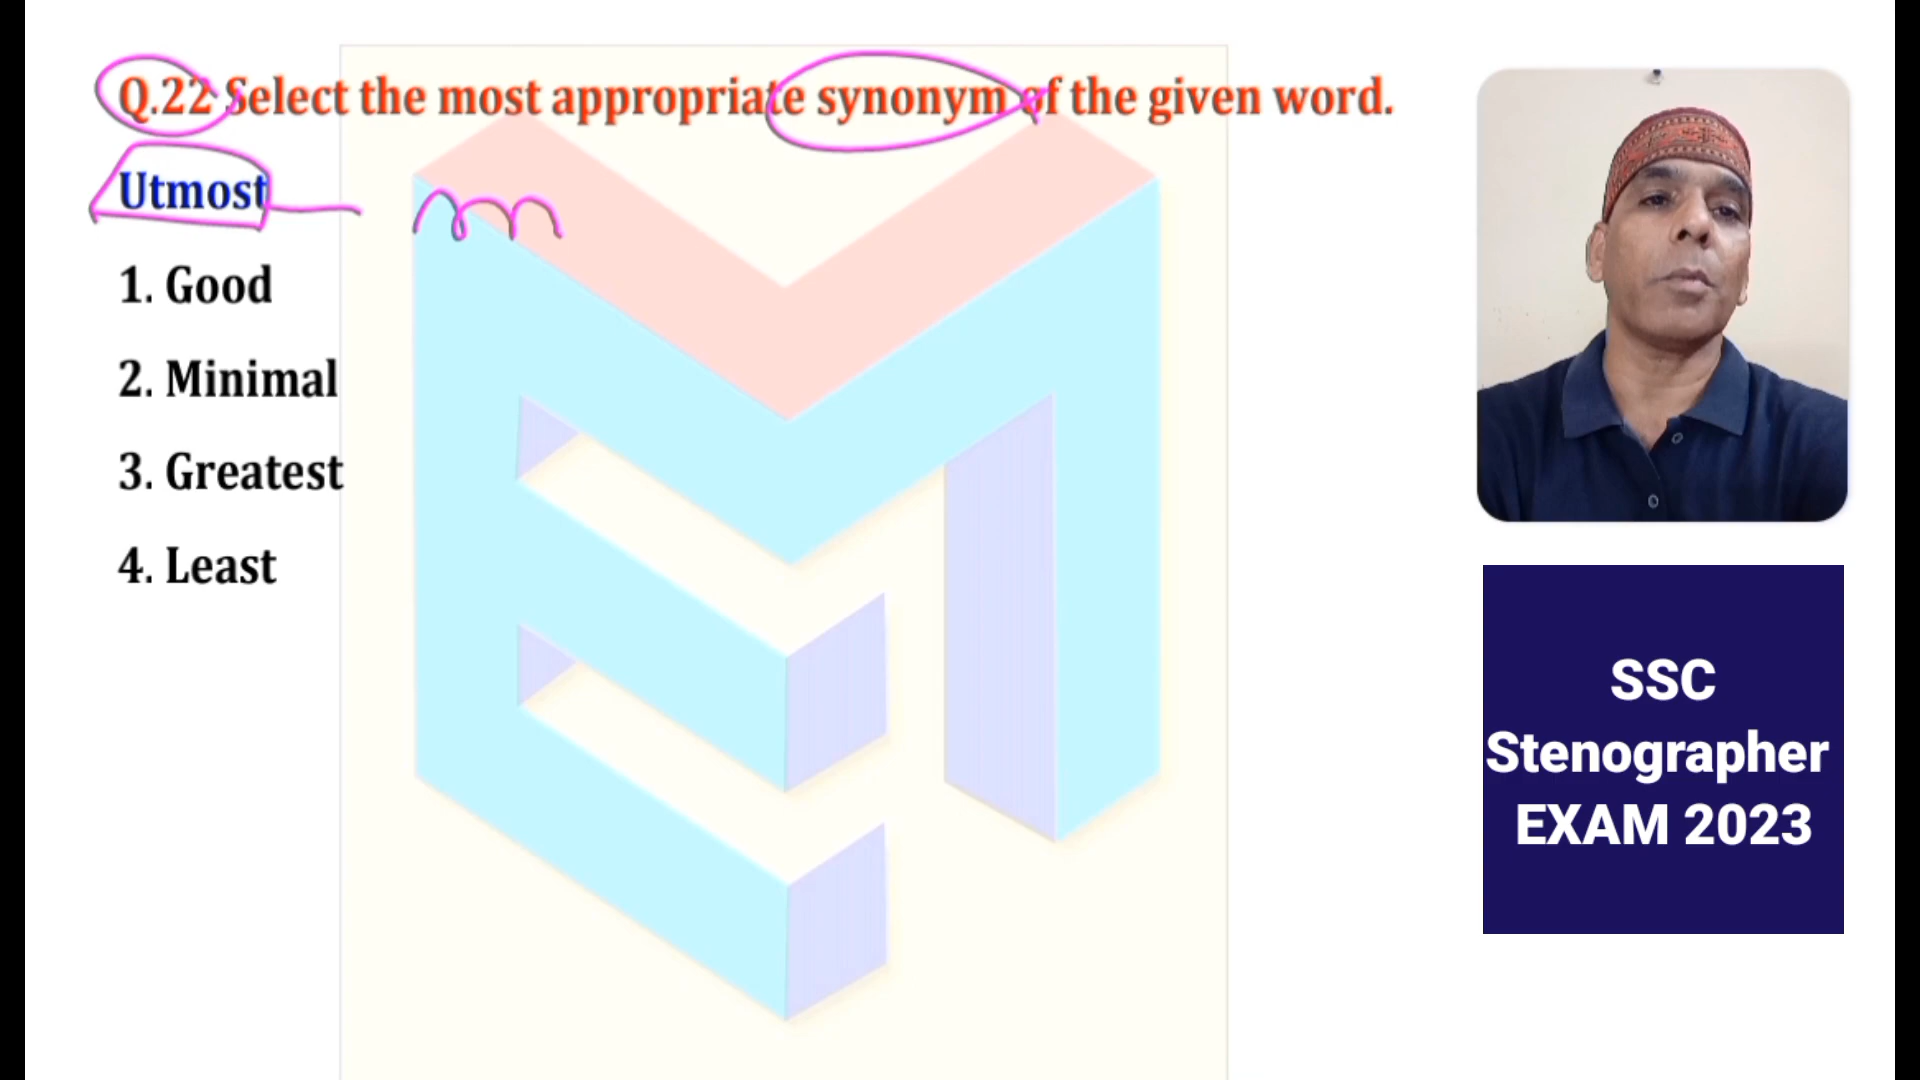 Q.22 Select the most appropriate synonym of the given word.
Utmost
1. Good
2. Minimal
3. Greatest
4. Least
SSC
Stenographer
EXAM 2023